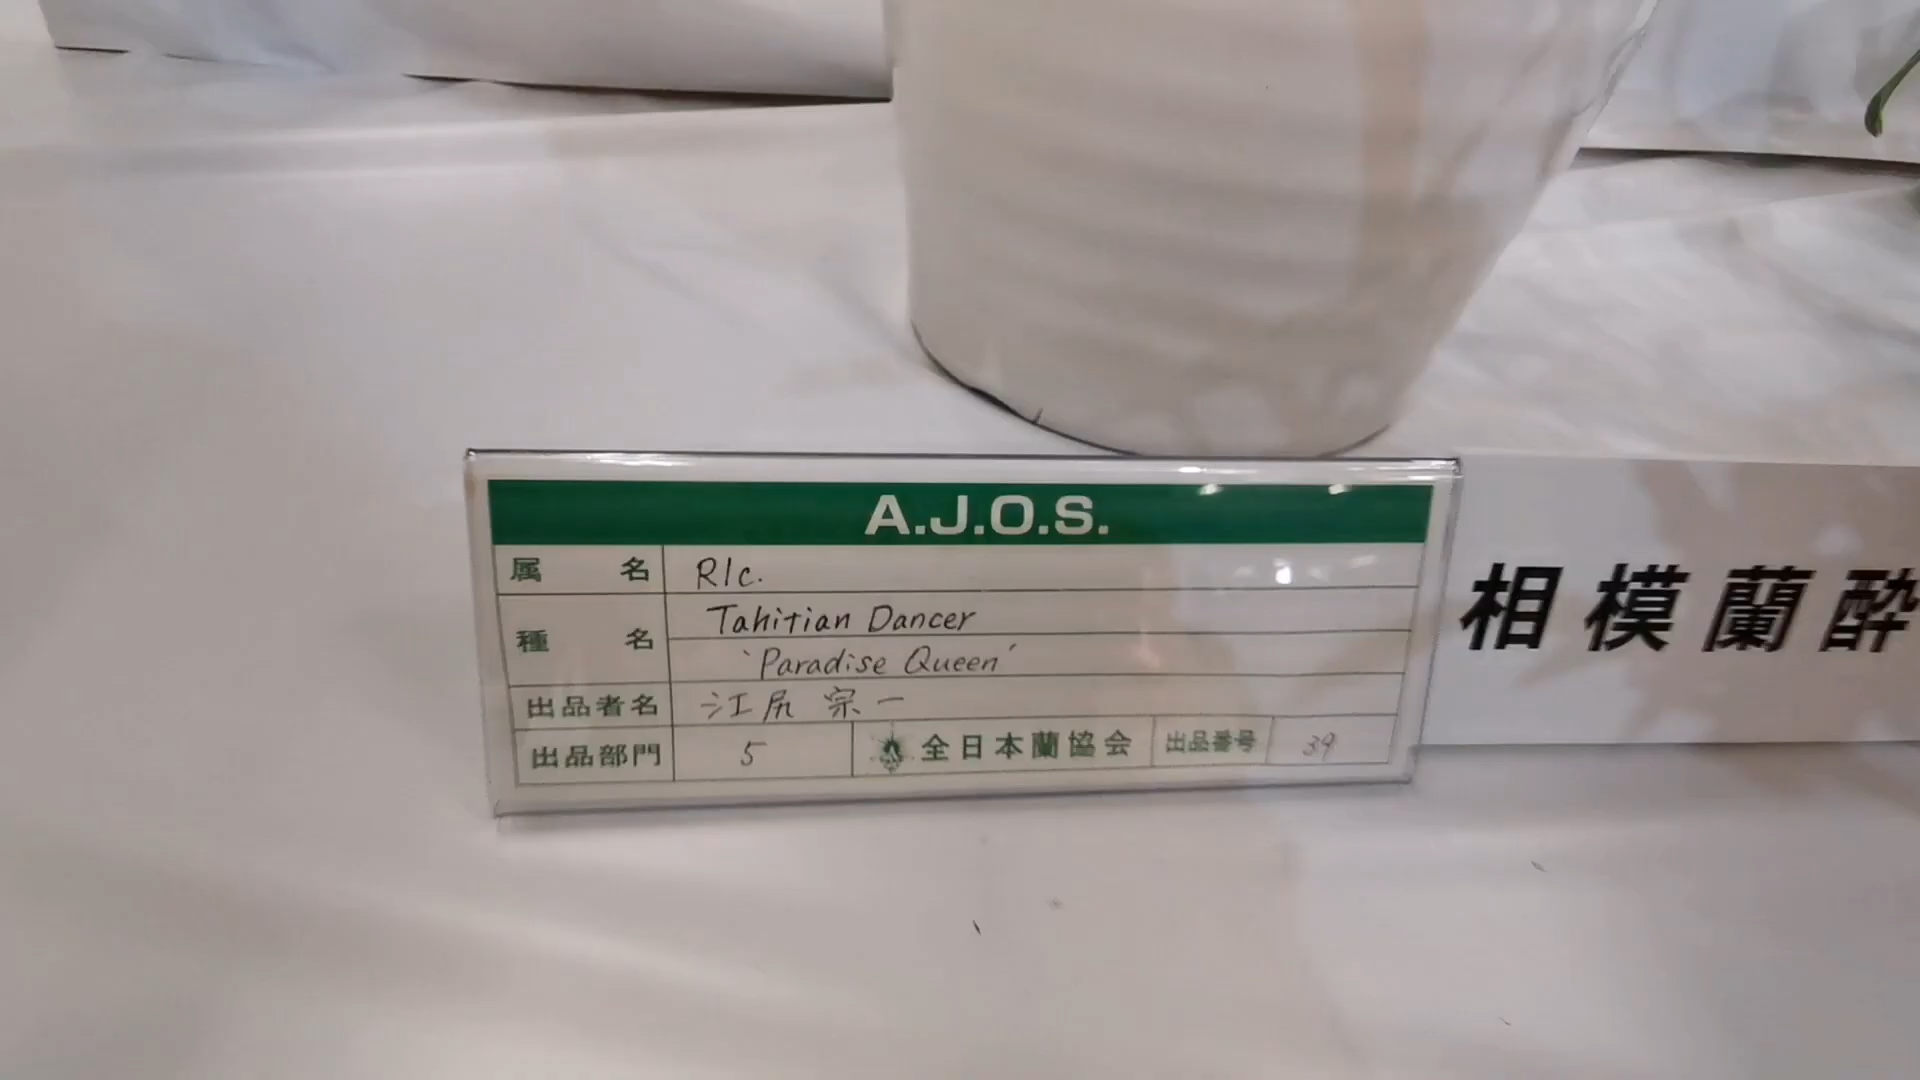 A.J.O.S.
属名 Rlc.
種名 Tahitian Dancer
'Paradise Queen'
出品者名 江尻 宗一
出品部門 5 全日本蘭協会 出品番号 39
相模蘭酔